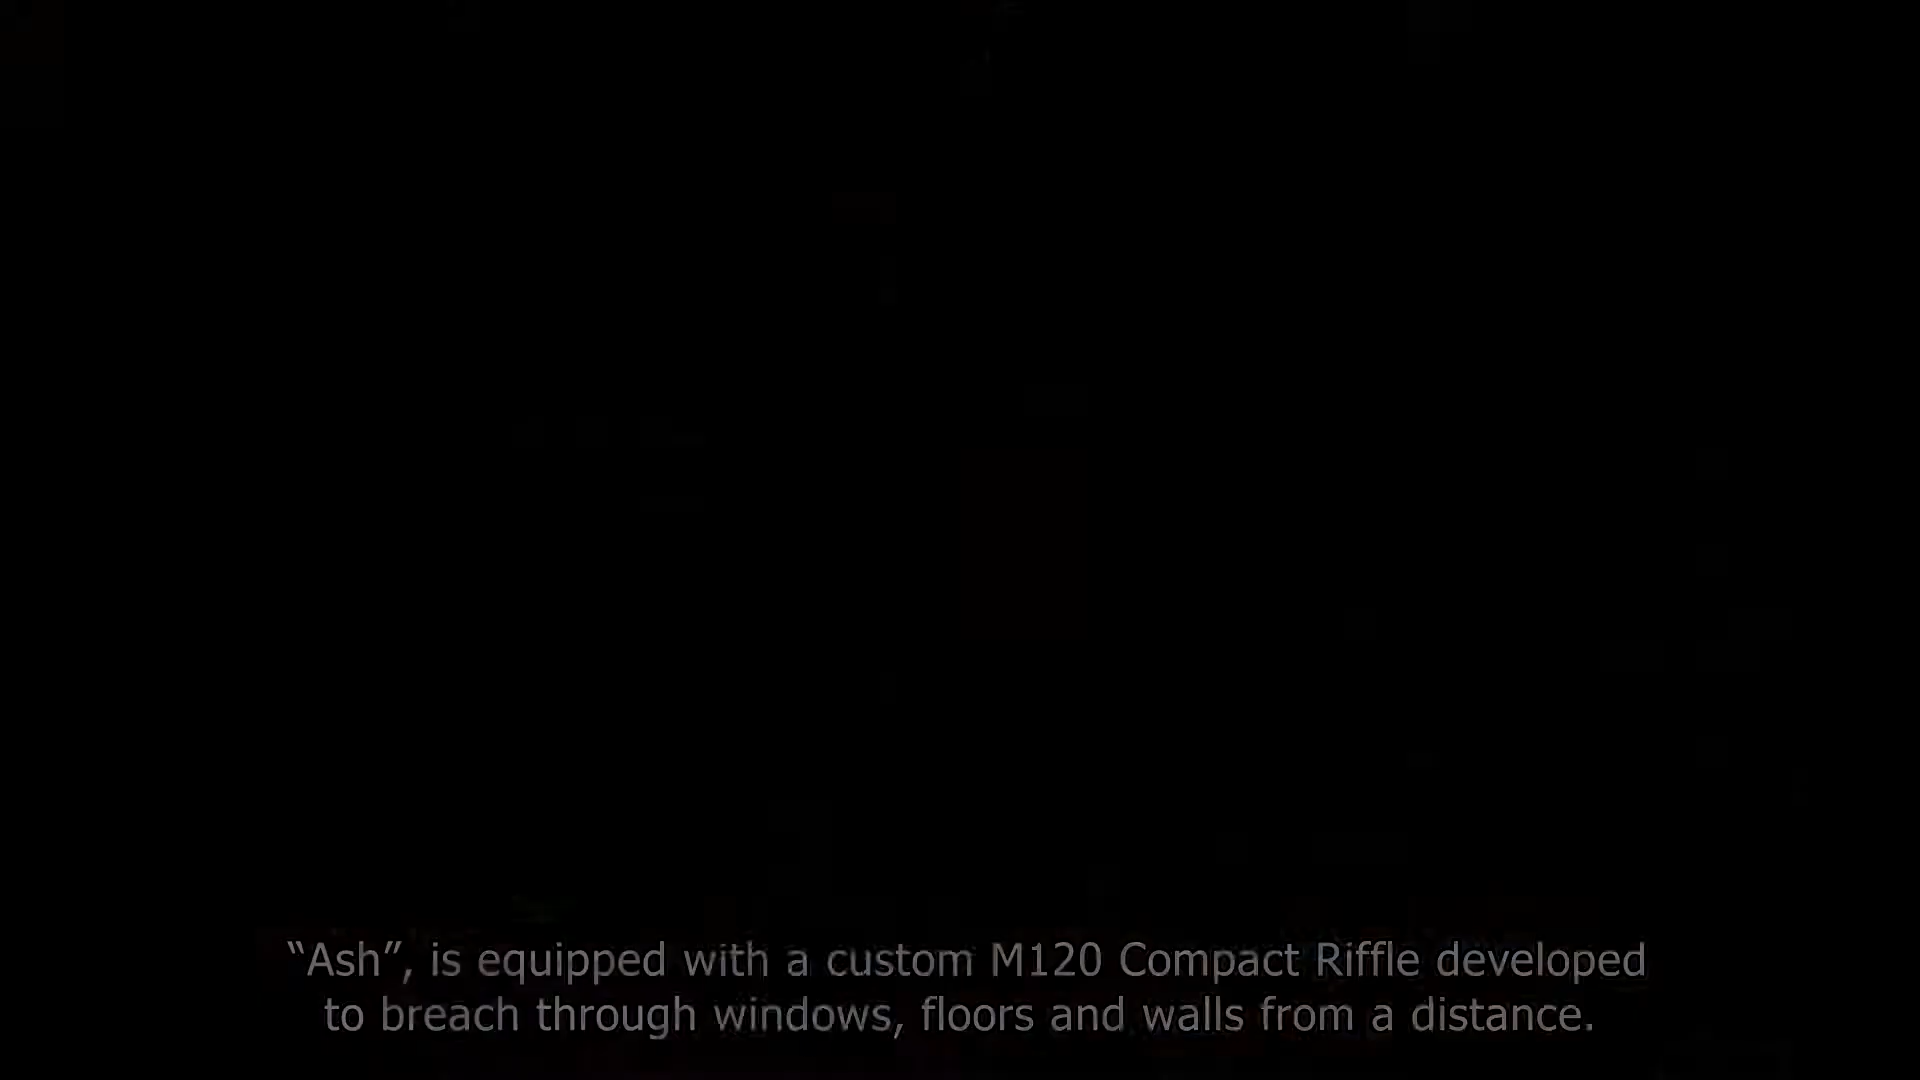 “Ash”, is equipped with a custom M120 Compact Riffle developed
to breach through windows, floors and walls from a distance.